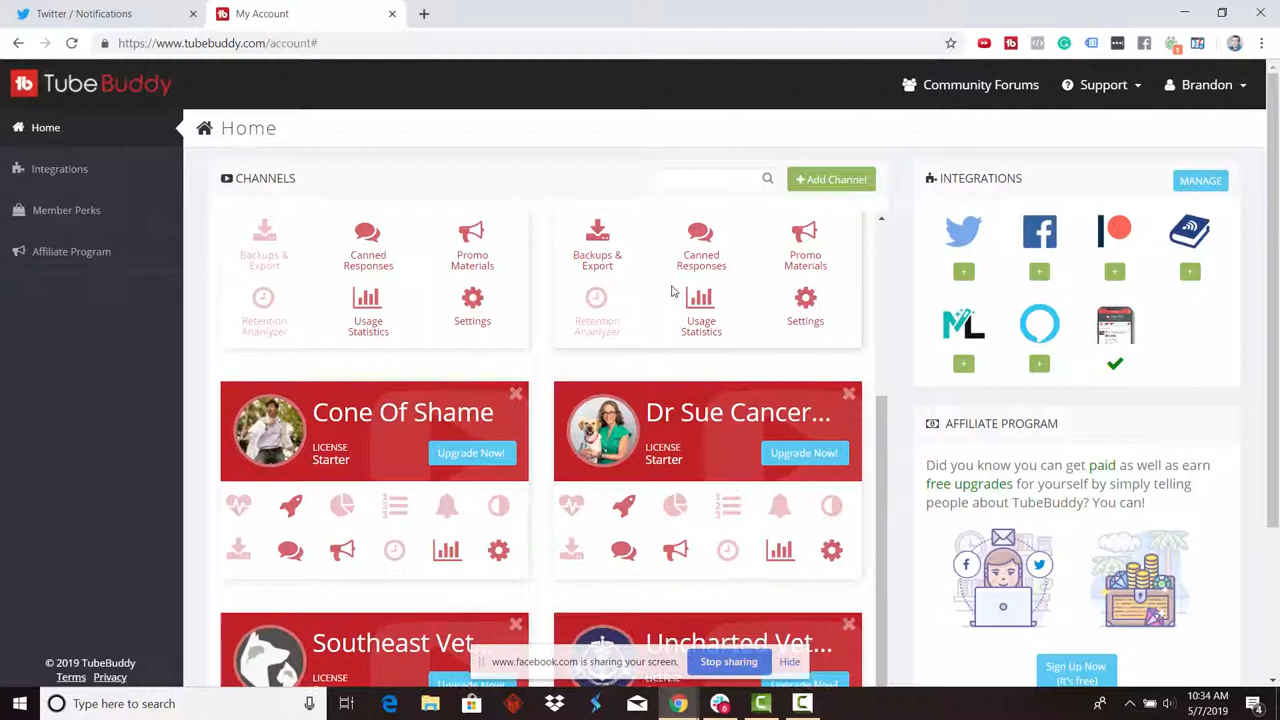 Twitter / Notifications
My Account
https://www.tubebuddy.com/account#
TubeBuddy
Community Forums
Support
Brandon
Home
Integrations
Member Perks
Affiliate Program
Home
CHANNELS
+ Add Channel
Backups & Export
Canned Responses
Promo Materials
Retention Ananlyzer
Usage Statistics
Settings
Backups & Export
Canned Responses
Promo Materials
Retention Ananlyzer
Usage Statistics
Settings
Cone Of Shame
LICENSE
Starter
Upgrade Now!
Dr Sue Cancer...
LICENSE
Starter
Upgrade Now!
Southeast Vet...
LICENSE
Uncharted Vet...
LICENSE
INTEGRATIONS
MANAGE
AFFILIATE PROGRAM
Did you know you can get paid as well as earn
free upgrades for yourself by simply telling
people about TubeBuddy? You can!
Sign Up Now
(It's free)
www.facebook.com is sharing your screen.
Stop sharing
Hide
© 2019 TubeBuddy
Terms Privacy
Type here to search
10:34 AM
5/7/2019